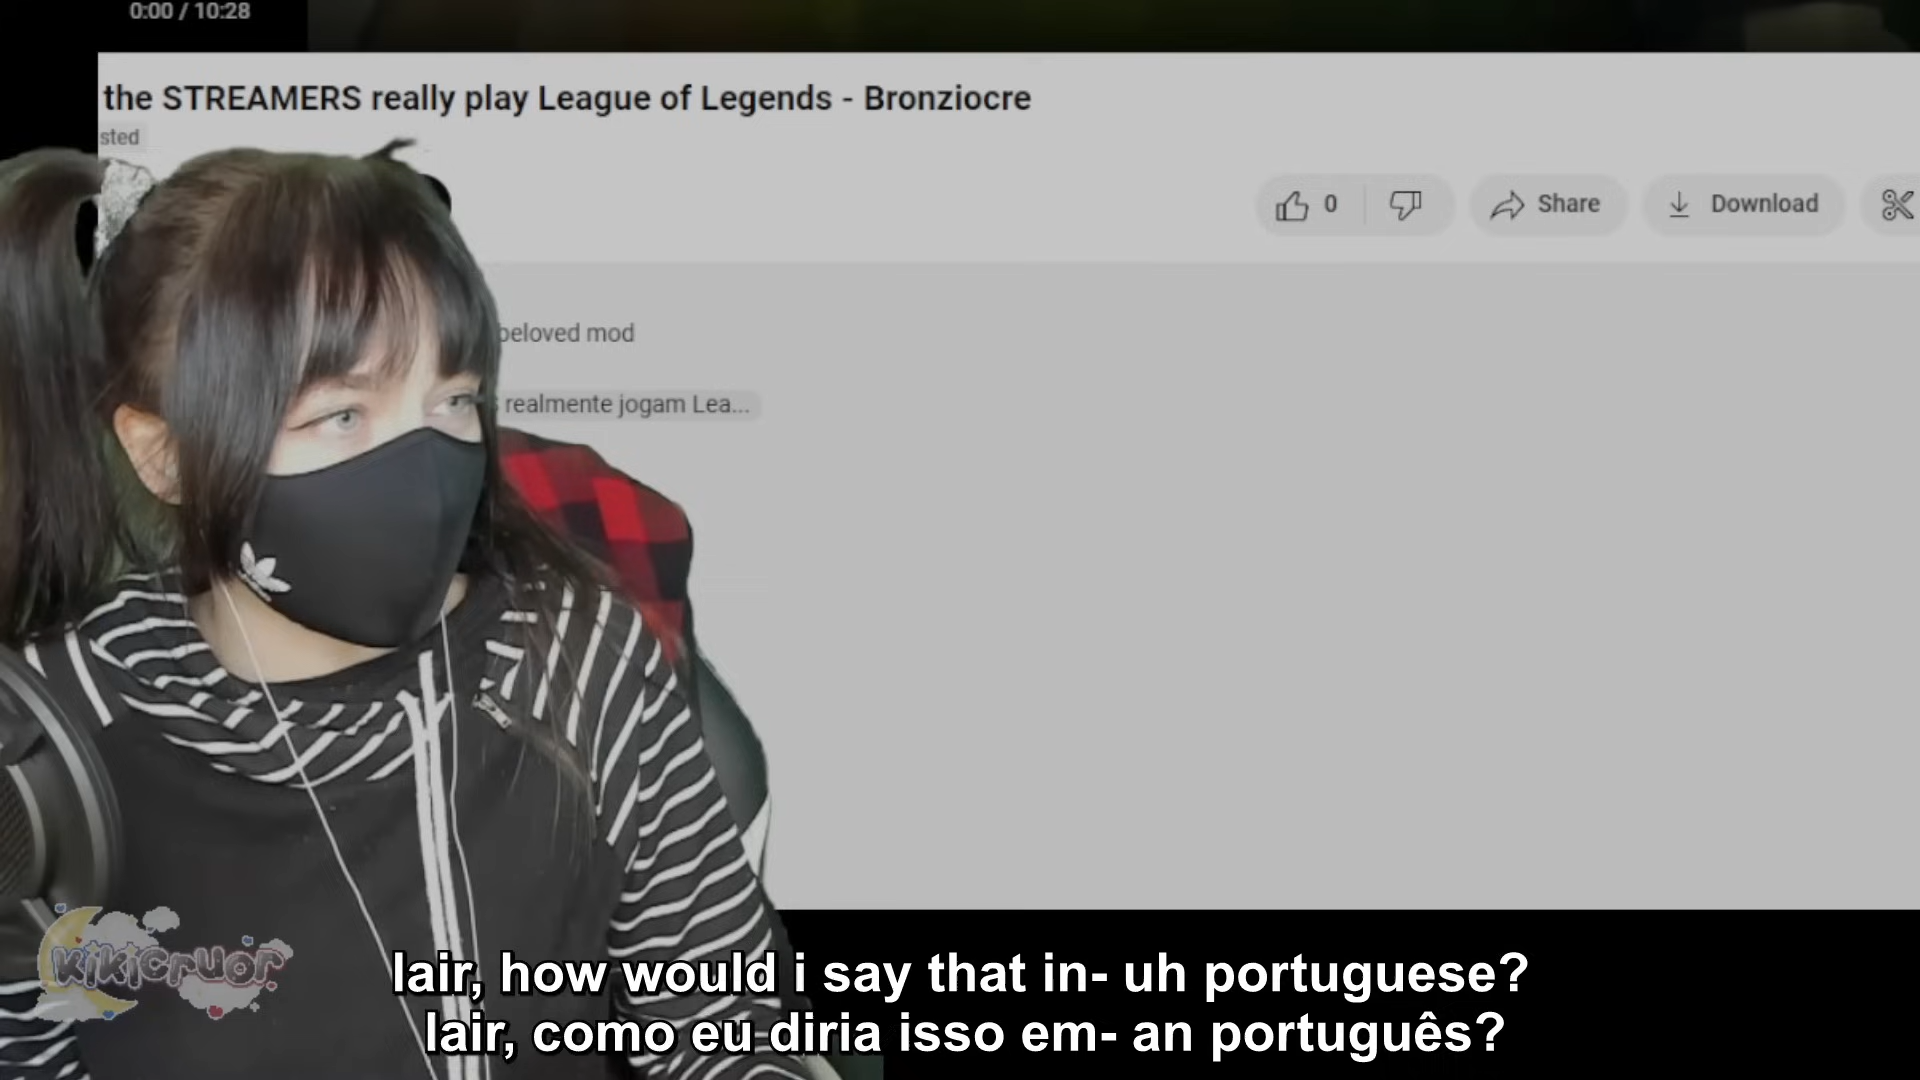 0:00 / 10:28
the STREAMERS really play League of Legends - Bronziocre
sted
0
Share
Download
beloved mod
realmente jogam Lea...
kikicruor
lair, how would i say that in- uh portuguese?
lair, como eu diria isso em- an português?